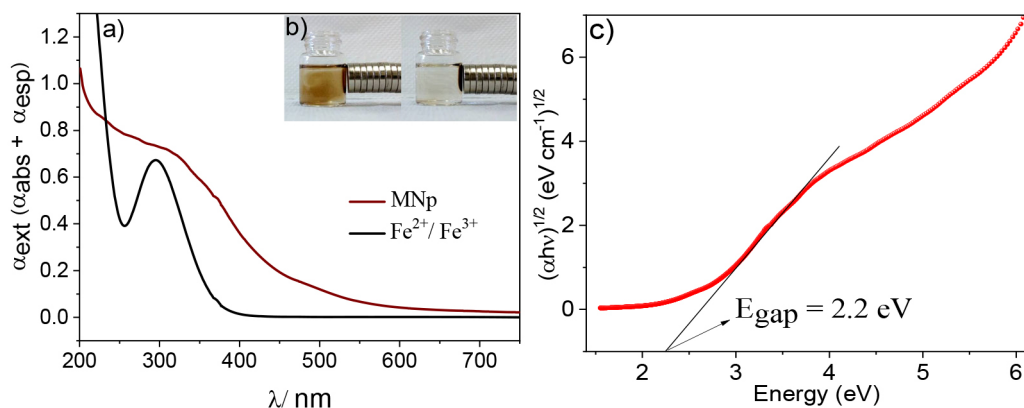 a)
b)
1.2
1.0
0.8
0.6
0.4
0.2
0.0
αext (αabs + αesp)
MNp
Fe2+/ Fe3+
200 300 400 500 600 700
λ/ nm
c)
6
4
2
0
(αhν)1/2 (eV cm-1)1/2
Egap = 2.2 eV
2 3 4 5 6
Energy (eV)